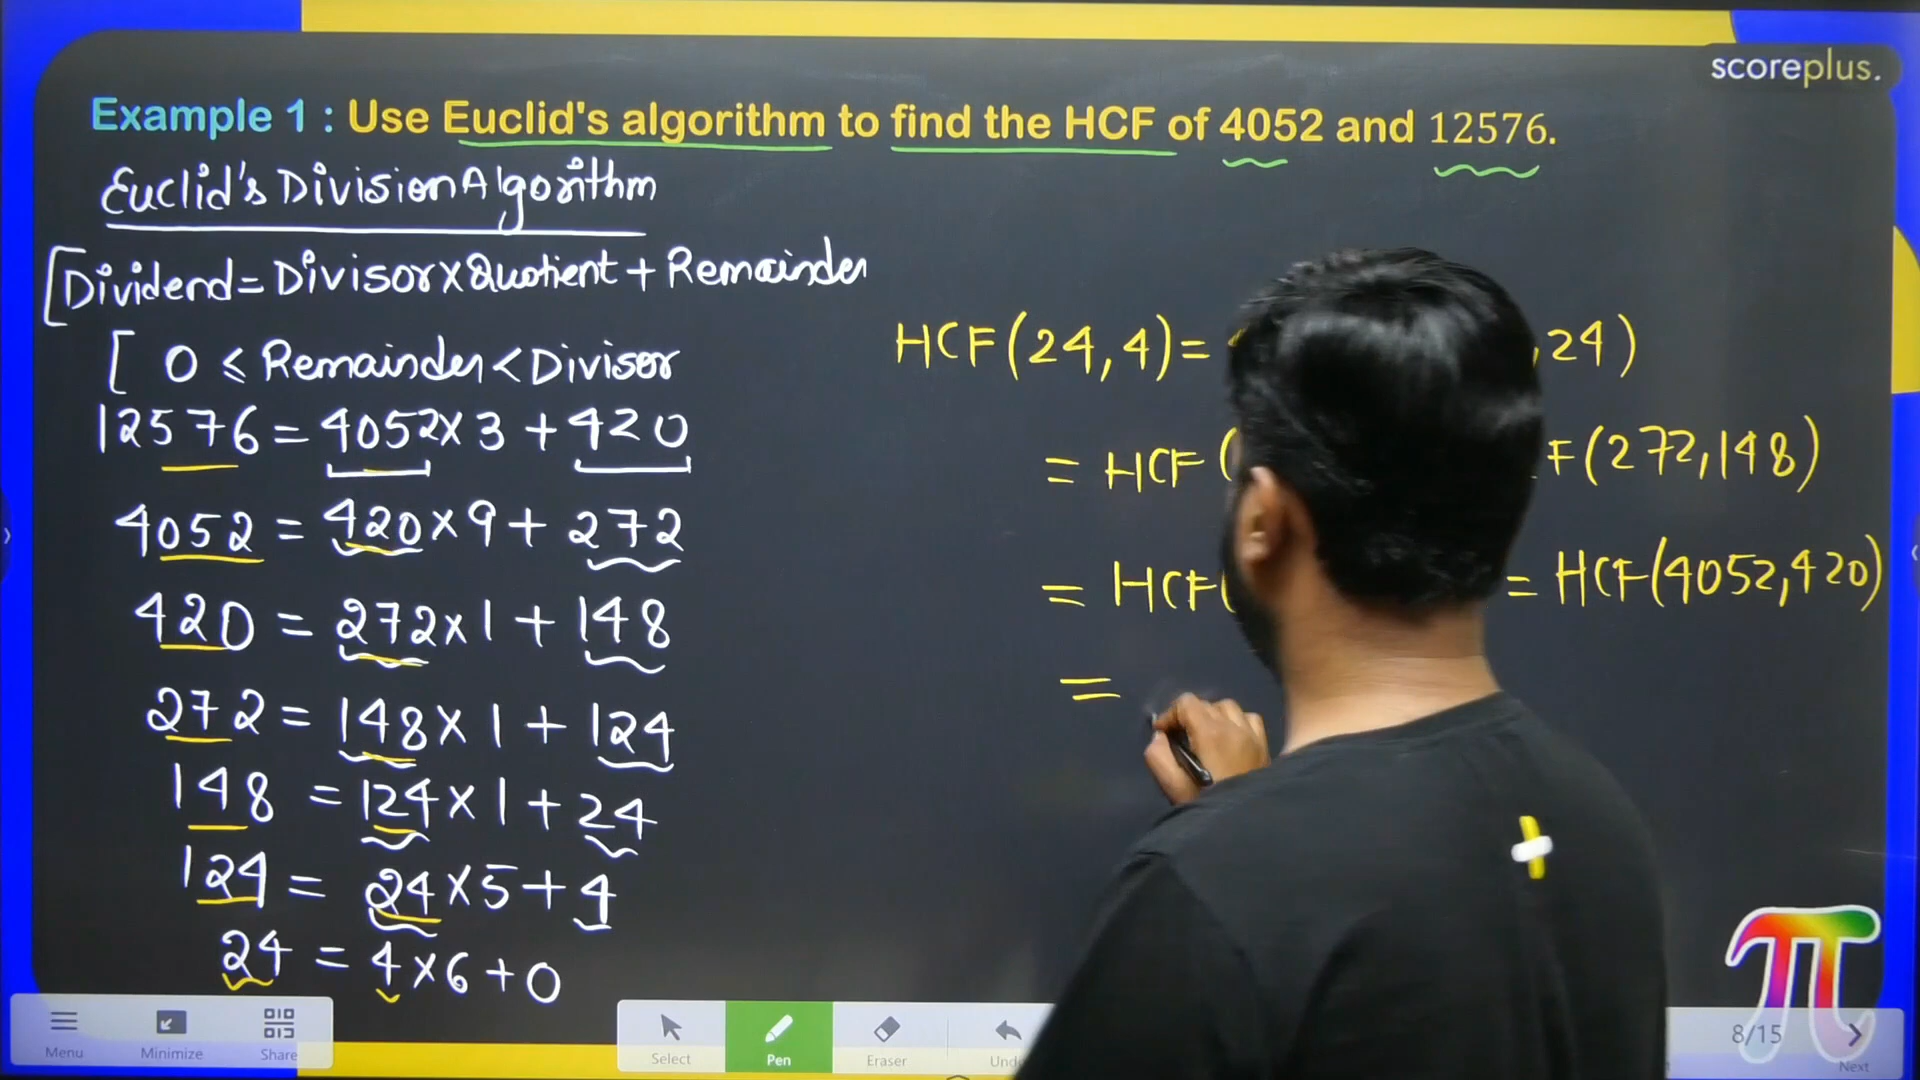 scoreplus.
Example 1 : Use Euclid's algorithm to find the HCF of 4052 and 12576.
Euclid's Division Algorithm
[Dividend = Divisor x Quotient + Remainder
[ 0 ≤ Remainder < Divisor
12576 = 4052 x 3 + 420
4052 = 420 x 9 + 272
420 = 272 x 1 + 148
272 = 148 x 1 + 124
148 = 124 x 1 + 24
124 = 24 x 5 + 4
24 = 4 x 6 + 0
HCF(24,4) = ,24)
= HCF( F(272,148)
= HCF( = HCF(4052,420)
=
π
Menu Minimize Share Select Pen Eraser 8/15 Next